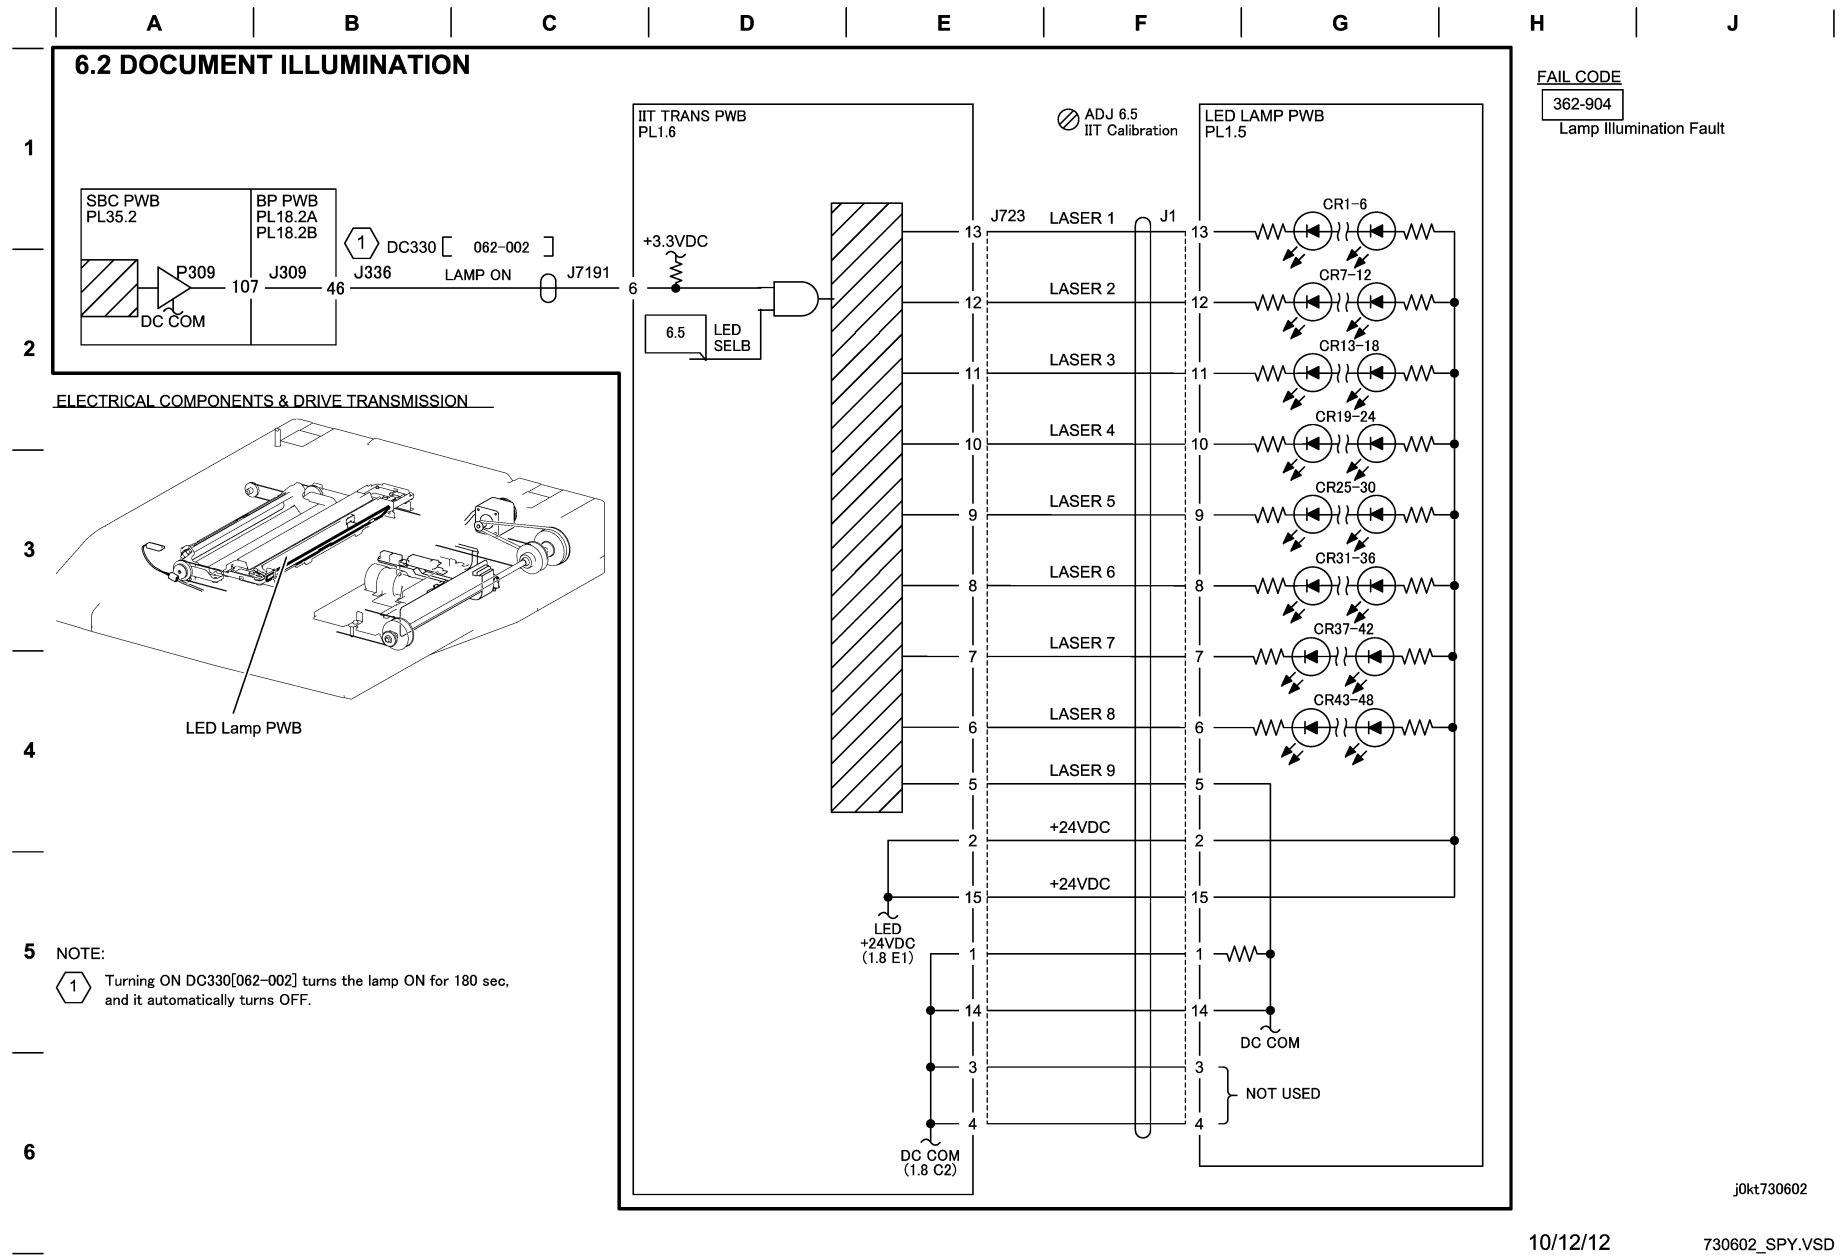 A B C D E F G H J
6.2 DOCUMENT ILLUMINATION
FAIL CODE
362-904
Lamp Illumination Fault
1
2
3
4
5
6
IIT TRANS PWB
PL1.6
ADJ 6.5
IIT Calibration
LED LAMP PWB
PL1.5
SBC PWB
PL35.2
BP PWB
PL18.2A
PL18.2B
1 DC330 [ 062-002 ]
P309
107
J309
46
J336
LAMP ON
J7191
6
DC COM
+3.3VDC
6.5
LED
SELB
J723
J1
13 LASER 1 13 CR1-6
12 LASER 2 12 CR7-12
11 LASER 3 11 CR13-18
10 LASER 4 10 CR19-24
9 LASER 5 9 CR25-30
8 LASER 6 8 CR31-36
7 LASER 7 7 CR37-42
6 LASER 8 6 CR43-48
5 LASER 9 5
2 +24VDC 2
15 +24VDC 15
LED
+24VDC
(1.8 E1)
1 1
14 14
DC COM
3 3
NOT USED
4 4
DC COM
(1.8 C2)
ELECTRICAL COMPONENTS & DRIVE TRANSMISSION
LED Lamp PWB
NOTE:
1 Turning ON DC330[062-002] turns the lamp ON for 180 sec,
and it automatically turns OFF.
j0kt730602
10/12/12
730602_SPY.VSD